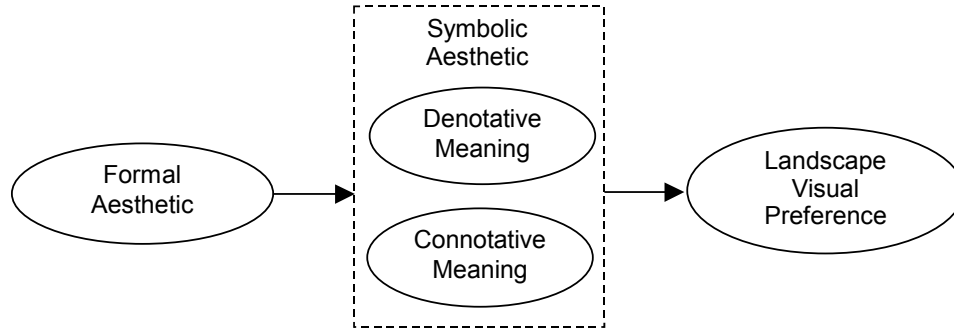 Formal
Aesthetic
Symbolic
Aesthetic
Denotative
Meaning
Connotative
Meaning
Landscape
Visual
Preference